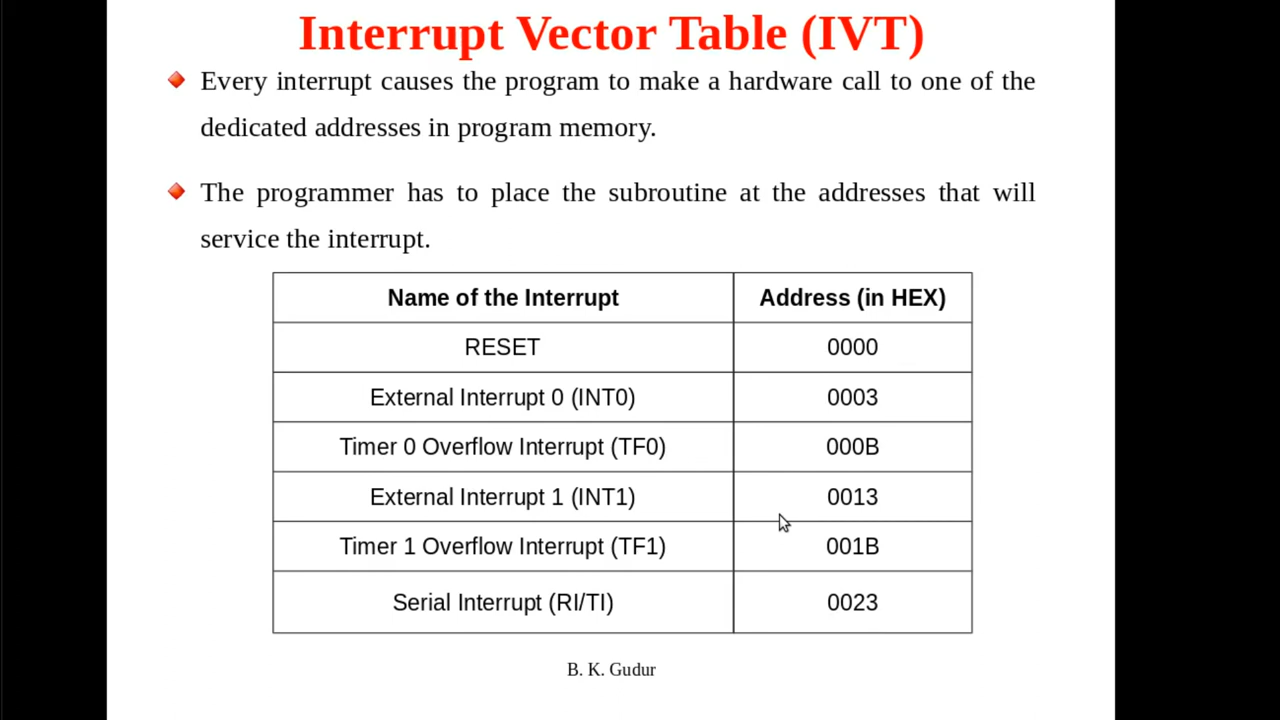 Interrupt Vector Table (IVT)
Every interrupt causes the program to make a hardware call to one of the
dedicated addresses in program memory.
The programmer has to place the subroutine at the addresses that will
service the interrupt.
Name of the Interrupt Address (in HEX)
RESET 0000
External Interrupt 0 (INT0) 0003
Timer 0 Overflow Interrupt (TF0) 000B
External Interrupt 1 (INT1) 0013
Timer 1 Overflow Interrupt (TF1) 001B
Serial Interrupt (RI/TI) 0023
B. K. Gudur